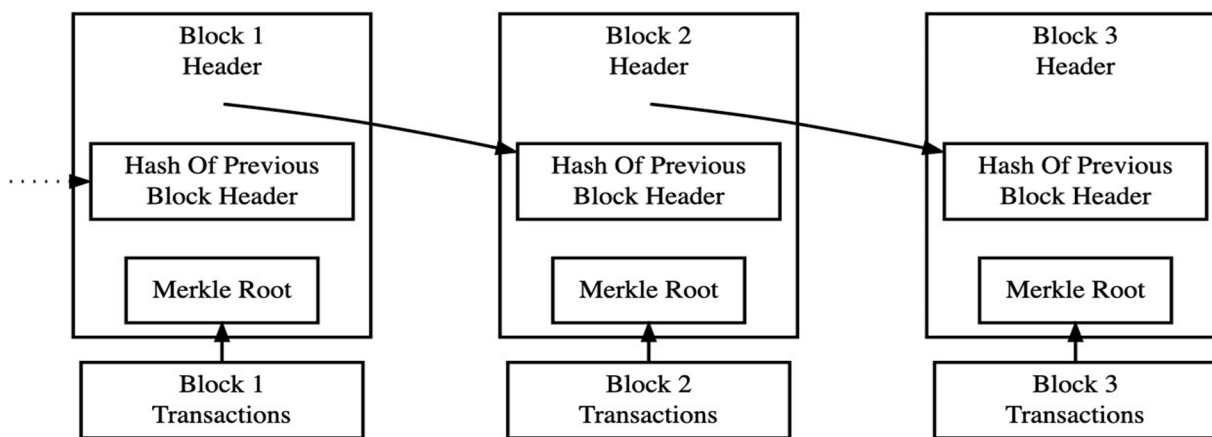 Block 1
Header
Hash Of Previous
Block Header
Merkle Root
Block 1
Transactions
Block 2
Header
Hash Of Previous
Block Header
Merkle Root
Block 2
Transactions
Block 3
Header
Hash Of Previous
Block Header
Merkle Root
Block 3
Transactions